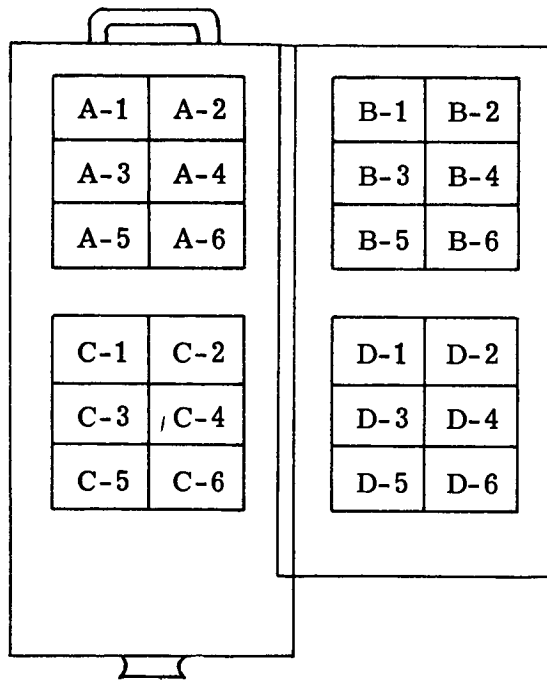 A-1 A-2 B-1 B-2
A-3 A-4 B-3 B-4
A-5 A-6 B-5 B-6
C-1 C-2 D-1 D-2
C-3 C-4 D-3 D-4
C-5 C-6 D-5 D-6